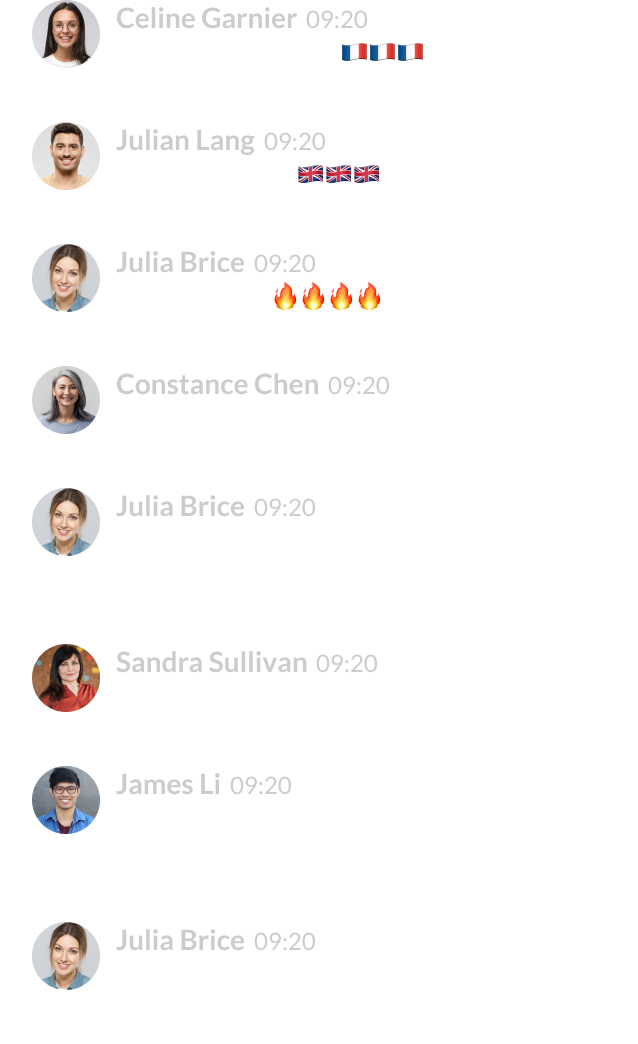 Celine Garnier 09:20
🇫🇷🇫🇷🇫🇷
Julian Lang 09:20
🇬🇧🇬🇧🇬🇧
Julia Brice 09:20
🔥🔥🔥🔥
Constance Chen 09:20
Julia Brice 09:20
Sandra Sullivan 09:20
James Li 09:20
Julia Brice 09:20